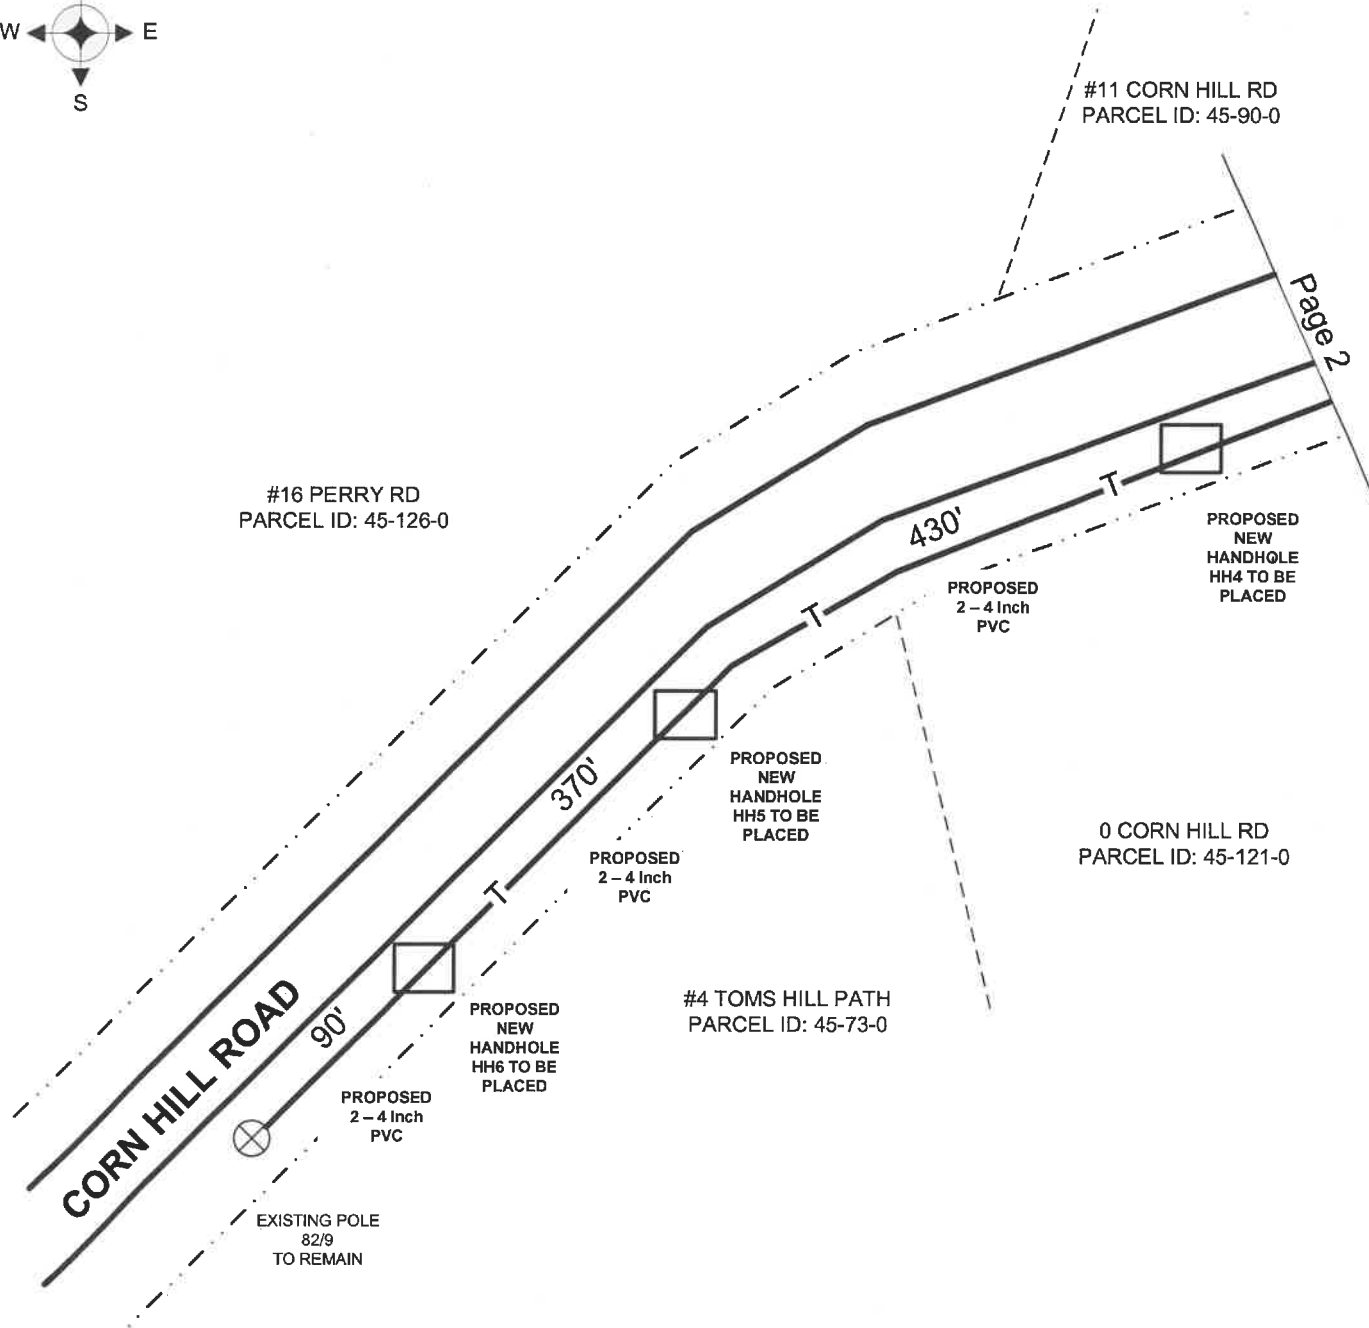 W
E
S
#11 CORN HILL RD
PARCEL ID: 45-90-0
Page 2
#16 PERRY RD
PARCEL ID: 45-126-0
430'
T
PROPOSED
NEW
HANDHOLE
HH4 TO BE
PLACED
PROPOSED
2 – 4 Inch
PVC
T
370'
PROPOSED
NEW
HANDHOLE
HH5 TO BE
PLACED
0 CORN HILL RD
PARCEL ID: 45-121-0
PROPOSED
2 – 4 Inch
PVC
T
#4 TOMS HILL PATH
PARCEL ID: 45-73-0
90'
PROPOSED
NEW
HANDHOLE
HH6 TO BE
PLACED
CORN HILL ROAD
PROPOSED
2 – 4 Inch
PVC
EXISTING POLE
82/9
TO REMAIN